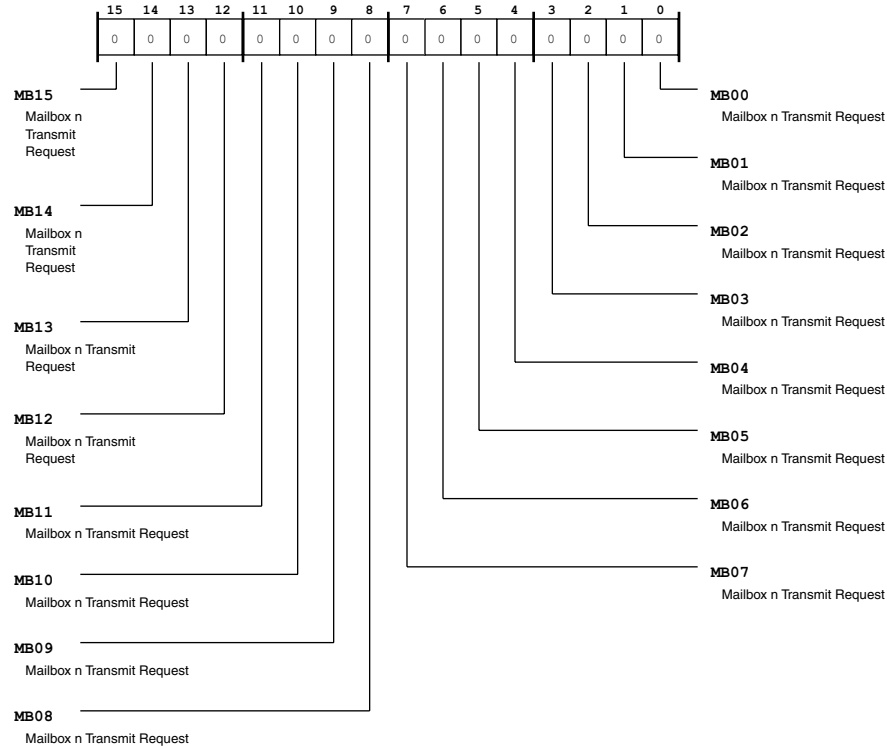 15 14 13 12 11 10 9 8 7 6 5 4 3 2 1 0
0 0 0 0 0 0 0 0 0 0 0 0 0 0 0 0
MB15
Mailbox n
Transmit
Request
MB14
Mailbox n
Transmit
Request
MB13
Mailbox n Transmit
Request
MB12
Mailbox n Transmit
Request
MB11
Mailbox n Transmit Request
MB10
Mailbox n Transmit Request
MB09
Mailbox n Transmit Request
MB08
Mailbox n Transmit Request
MB00
Mailbox n Transmit Request
MB01
Mailbox n Transmit Request
MB02
Mailbox n Transmit Request
MB03
Mailbox n Transmit Request
MB04
Mailbox n Transmit Request
MB05
Mailbox n Transmit Request
MB06
Mailbox n Transmit Request
MB07
Mailbox n Transmit Request